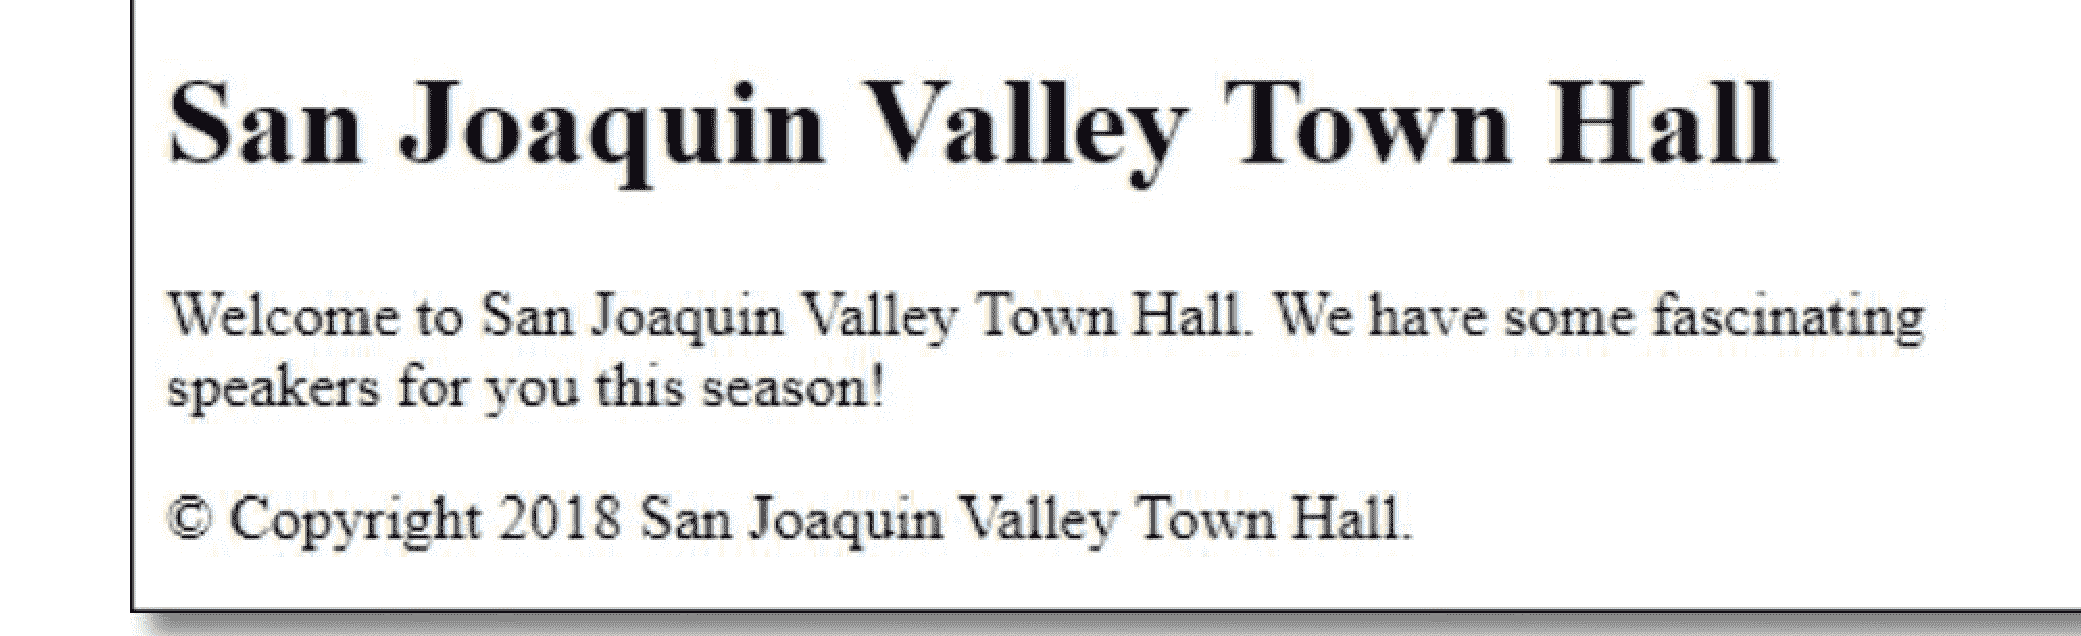 San Joaquin Valley Town Hall
Welcome to San Joaquin Valley Town Hall. We have some fascinating
speakers for you this season!
© Copyright 2018 San Joaquin Valley Town Hall.